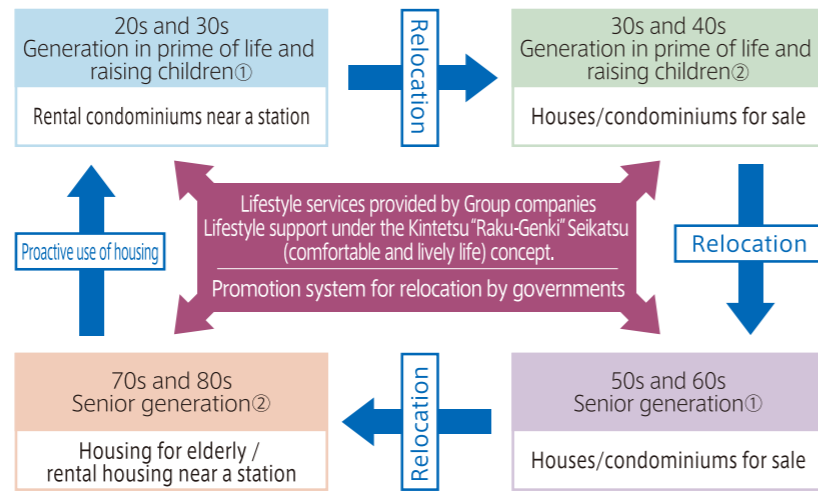 20s and 30s
Generation in prime of life and
raising children①
Rental condominiums near a station
Relocation
30s and 40s
Generation in prime of life and
raising children②
Houses/condominiums for sale
Lifestyle services provided by Group companies
Lifestyle support under the Kintetsu “Raku-Genki” Seikatsu
(comfortable and lively life) concept.
Promotion system for relocation by governments
Proactive use of housing
Relocation
70s and 80s
Senior generation②
Housing for elderly /
rental housing near a station
Relocation
50s and 60s
Senior generation①
Houses/condominiums for sale